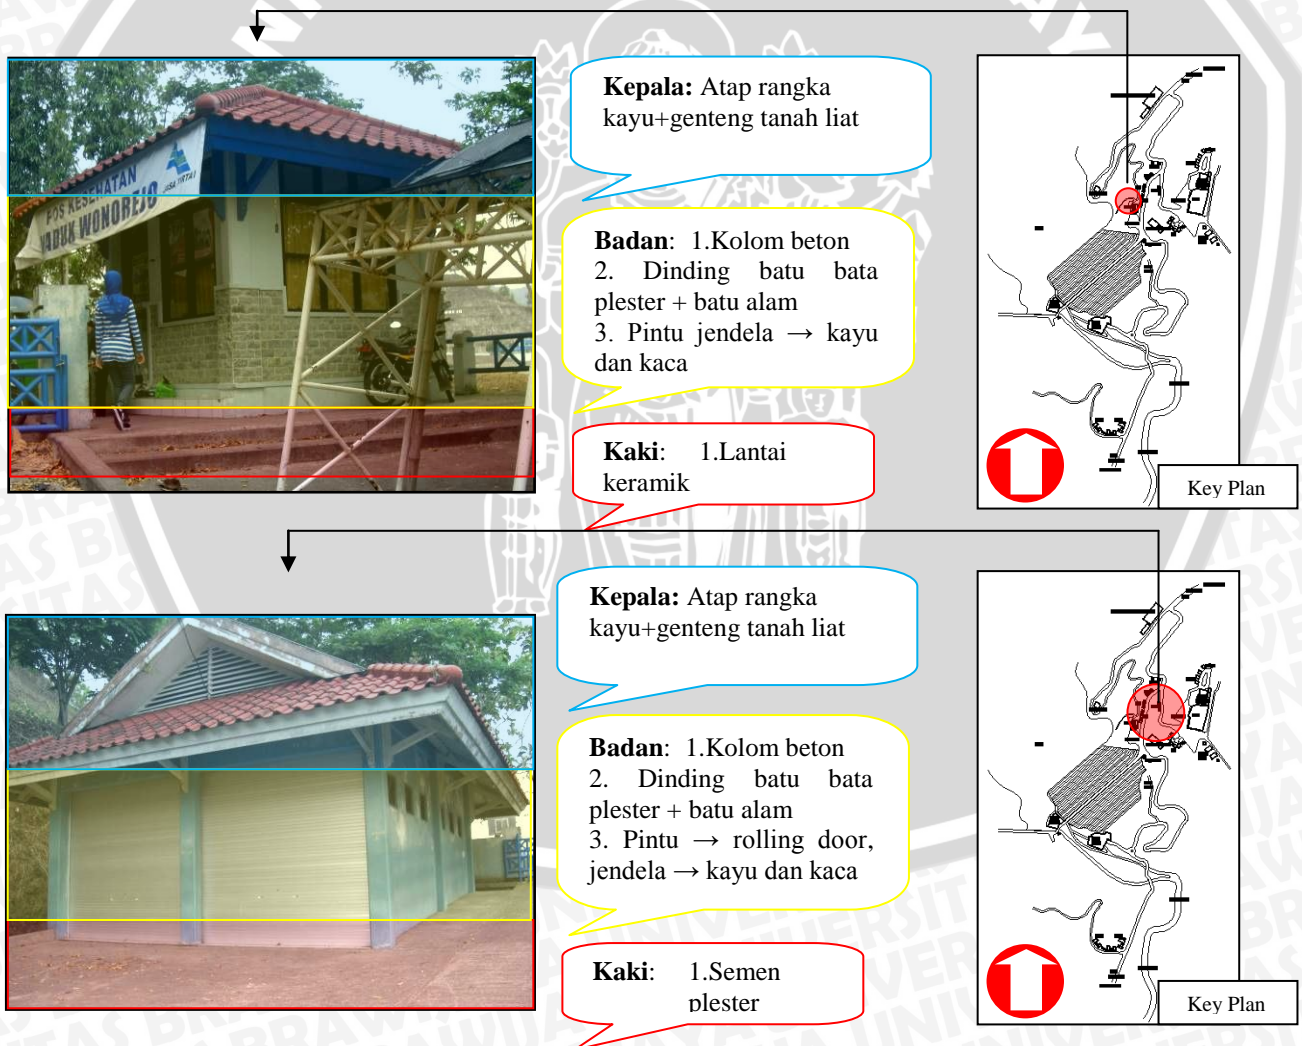 POS KESEHATAN
WADUK WONOREJO
JASA TIRTA I
Kepala: Atap rangka
kayu+genteng tanah liat
Badan: 1.Kolom beton
2. Dinding batu bata
plester + batu alam
3. Pintu jendela → kayu
dan kaca
Kaki: 1.Lantai
keramik
Key Plan
Kepala: Atap rangka
kayu+genteng tanah liat
Badan: 1.Kolom beton
2. Dinding batu bata
plester + batu alam
3. Pintu → rolling door,
jendela → kayu dan kaca
Kaki: 1.Semen
plester
Key Plan